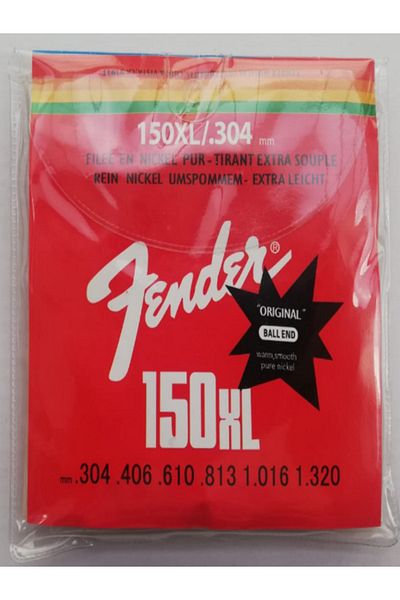 150XL/.304 mm
FILÉE EN NICKEL PUR - TIRANT EXTRA SOUPLE
REIN NICKEL UMSPOMMEM - EXTRA LEICHT
Fender®
"ORIGINAL"
BALL END
warm,smooth
pure nickel
150XL
mm .304 .406 .610 .813 1.016 1.320